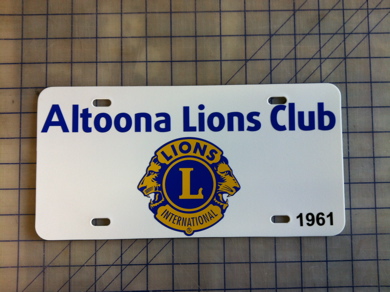 Altoona Lions Club
LIONS
L
INTERNATIONAL
1961